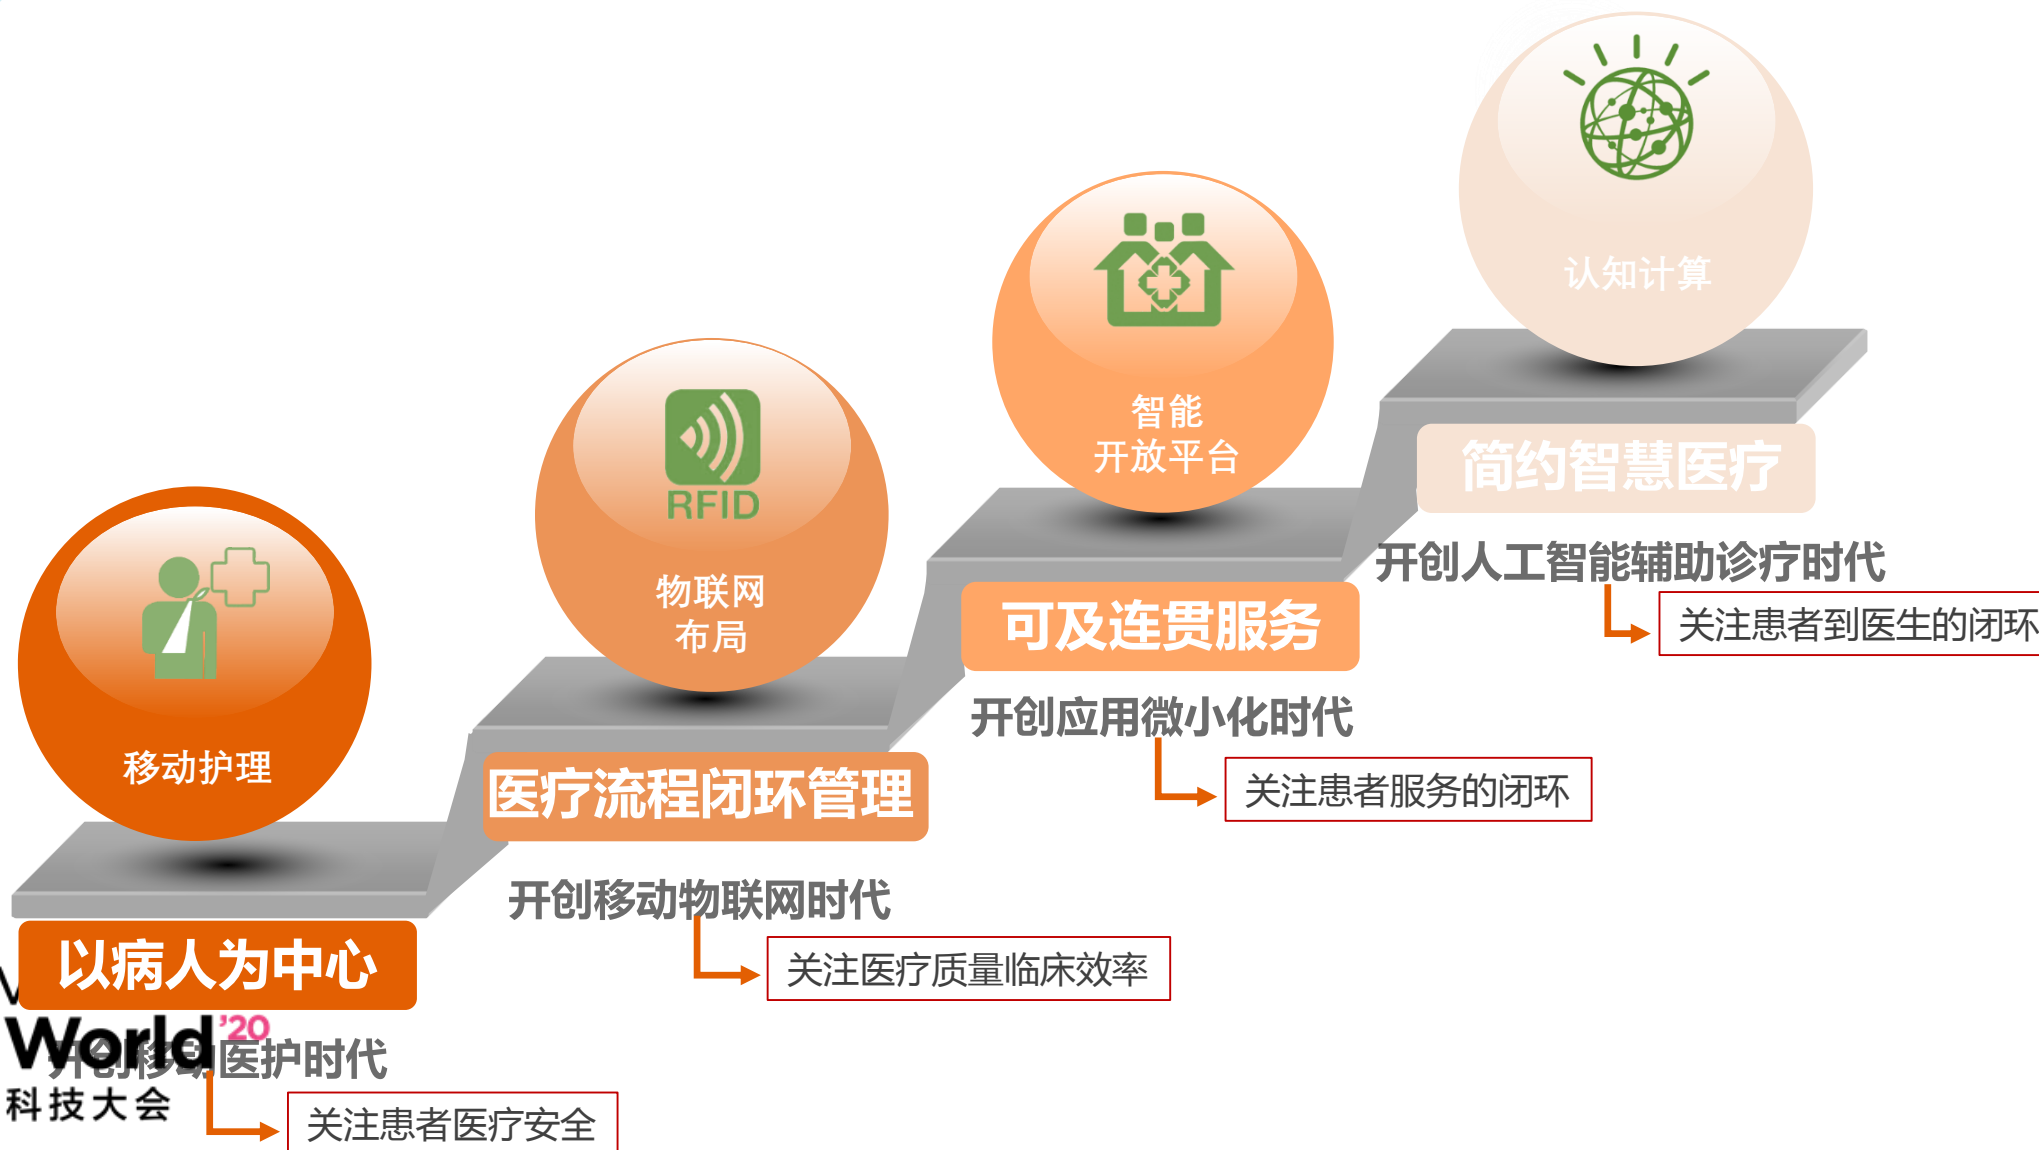 认知计算
智能
开放平台
RFID
物联网
布局
移动护理
简约智慧医疗
开创人工智能辅助诊疗时代
关注患者到医生的闭环
可及连贯服务
开创应用微小化时代
关注患者服务的闭环
医疗流程闭环管理
开创移动物联网时代
关注医疗质量临床效率
以病人为中心
World '20
开创移动医护时代
科技大会
关注患者医疗安全